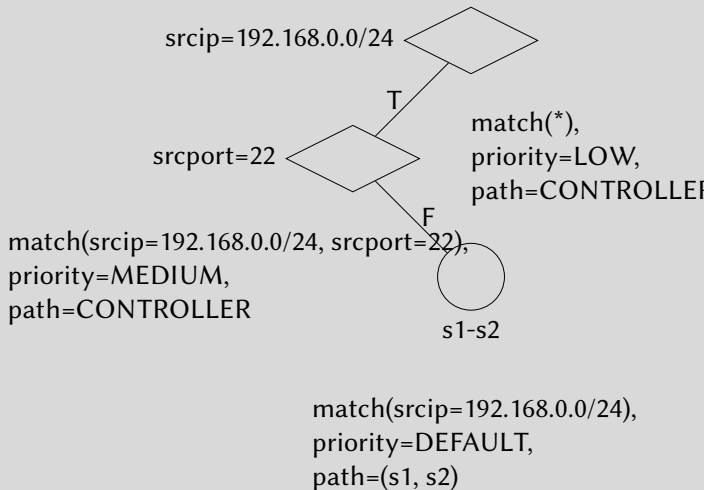 srcip=192.168.0.0/24
T
match(*),
priority=LOW,
path=CONTROLLER
srcport=22
F
match(srcip=192.168.0.0/24, srcport=22),
priority=MEDIUM,
path=CONTROLLER
s1-s2
match(srcip=192.168.0.0/24),
priority=DEFAULT,
path=(s1, s2)